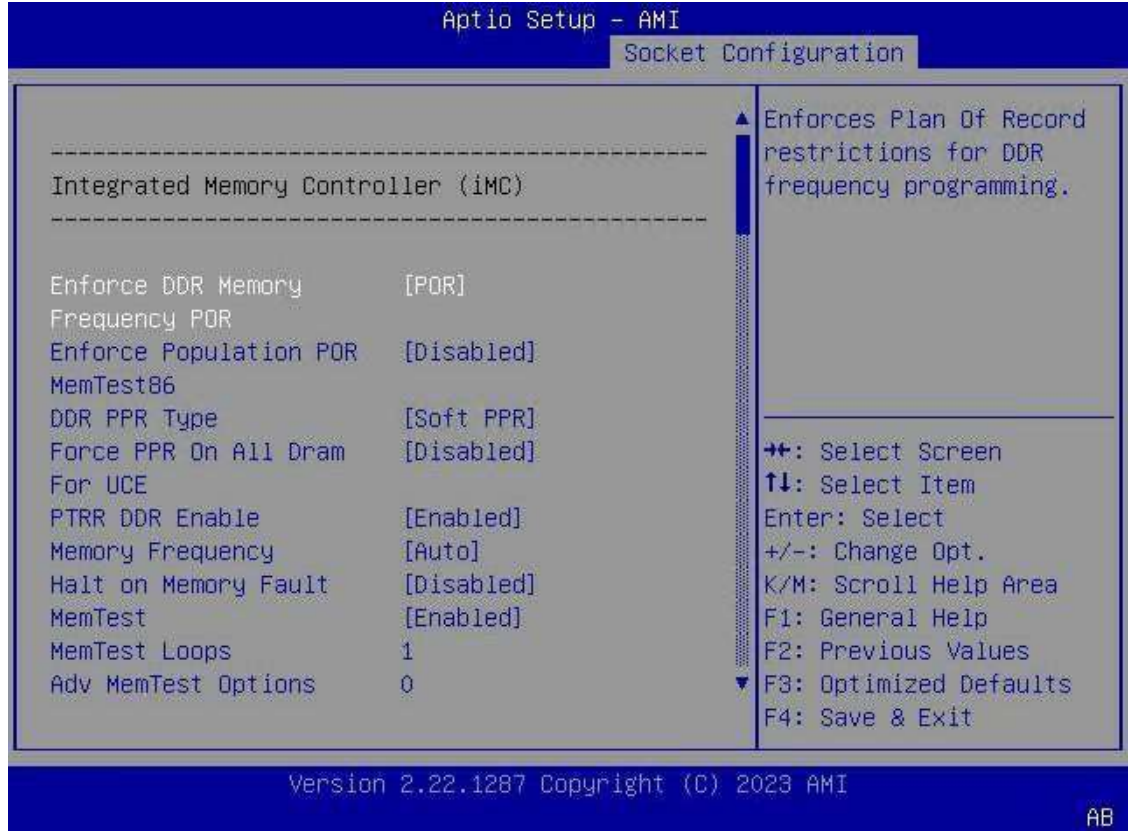 Aptio Setup – AMI
Socket Configuration
Integrated Memory Controller (iMC)
Enforce DDR Memory Frequency POR [POR]
Enforce Population POR [Disabled]
MemTest86
DDR PPR Type [Soft PPR]
Force PPR On All Dram For UCE [Disabled]
PTRR DDR Enable [Enabled]
Memory Frequency [Auto]
Halt on Memory Fault [Disabled]
MemTest [Enabled]
MemTest Loops 1
Adv MemTest Options 0
Enforces Plan Of Record
restrictions for DDR
frequency programming.
→←: Select Screen
↑↓: Select Item
Enter: Select
+/-: Change Opt.
K/M: Scroll Help Area
F1: General Help
F2: Previous Values
F3: Optimized Defaults
F4: Save & Exit
Version 2.22.1287 Copyright (C) 2023 AMI
AB